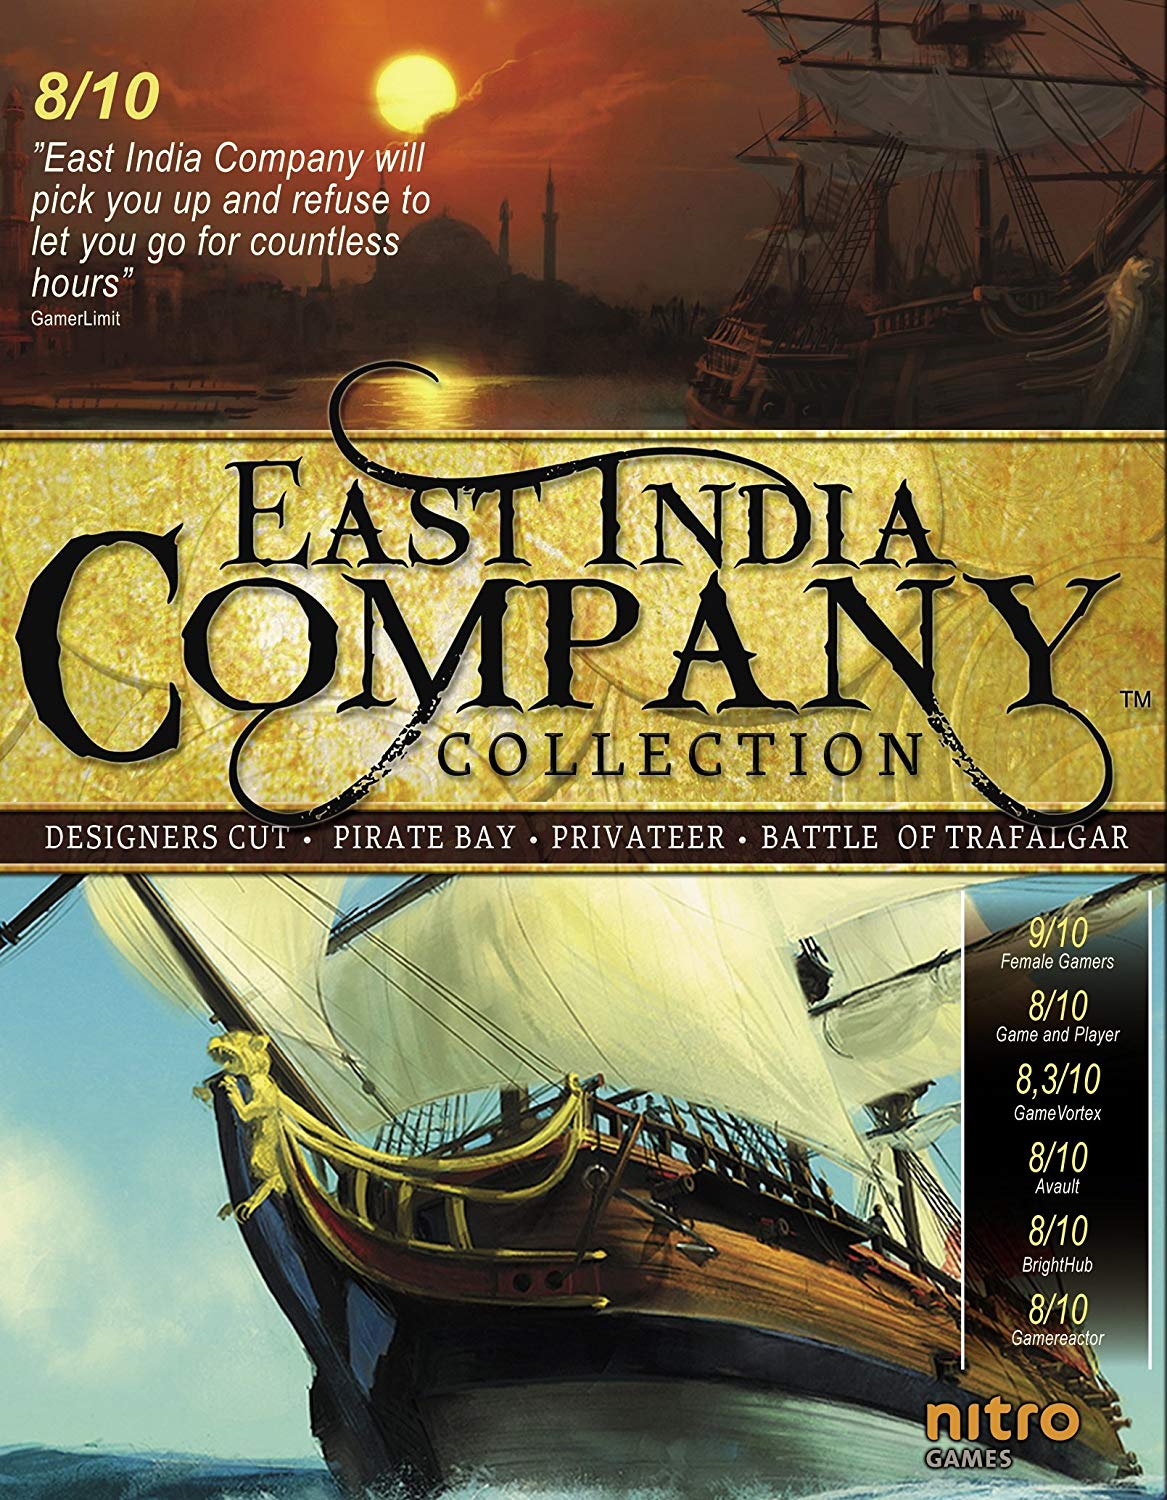 8/10
"East India Company will
pick you up and refuse to
let you go for countless
hours"
GamerLimit
EAST INDIA
COMPANY
TM
COLLECTION
DESIGNERS CUT • PIRATE BAY • PRIVATEER • BATTLE OF TRAFALGAR
9/10
Female Gamers
8/10
Game and Player
8,3/10
GameVortex
8/10
Avault
8/10
BrightHub
8/10
Gamereactor
nitro
GAMES